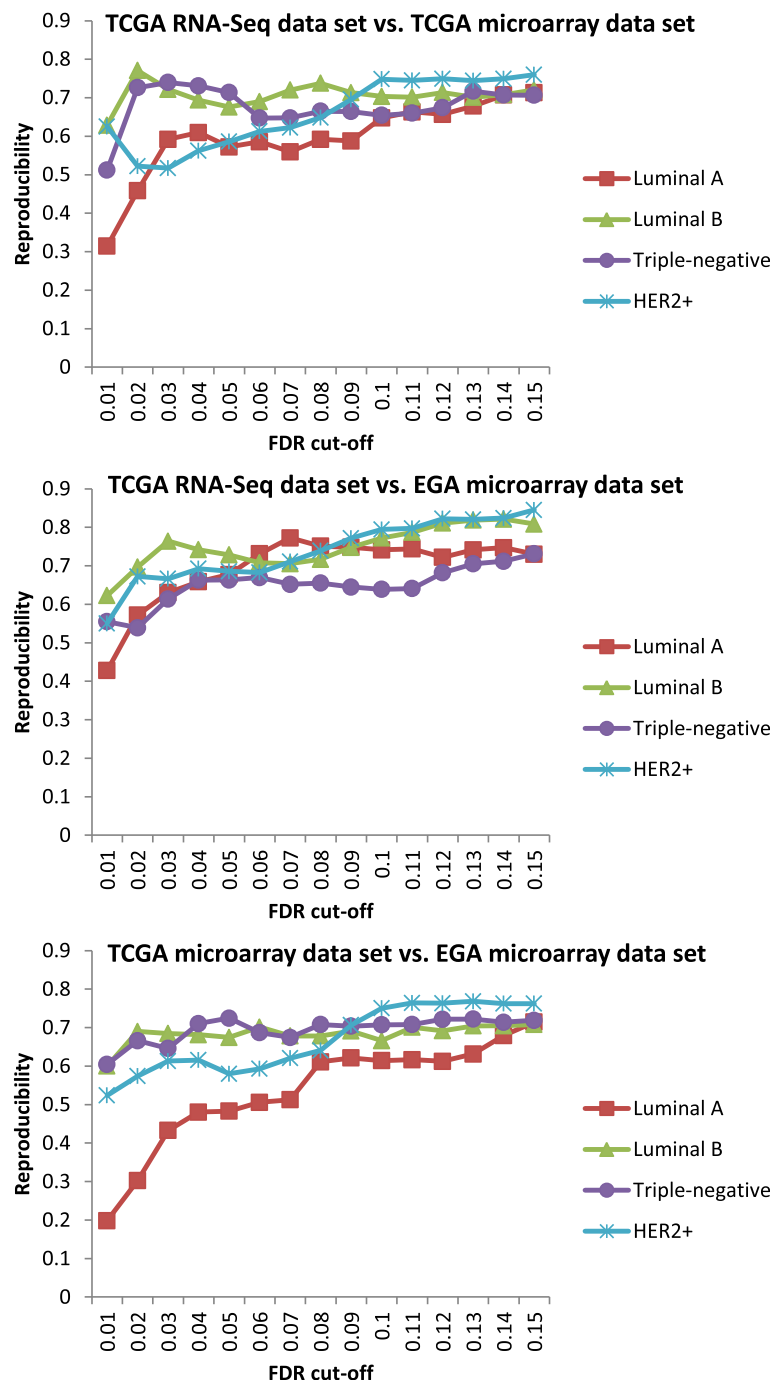 TCGA RNA-Seq data set vs. TCGA microarray data set
0.9
0.8
0.7
0.6
0.5
0.4
0.3
0.2
0.1
0
Reproducibility
0.01 0.02 0.03 0.04 0.05 0.06 0.07 0.08 0.09 0.1 0.11 0.12 0.13 0.14 0.15
FDR cut-off
Luminal A
Luminal B
Triple-negative
HER2+
TCGA RNA-Seq data set vs. EGA microarray data set
0.9
0.8
0.7
0.6
0.5
0.4
0.3
0.2
0.1
0
Reproducibility
0.01 0.02 0.03 0.04 0.05 0.06 0.07 0.08 0.09 0.1 0.11 0.12 0.13 0.14 0.15
FDR cut-off
Luminal A
Luminal B
Triple-negative
HER2+
TCGA microarray data set vs. EGA microarray data set
0.9
0.8
0.7
0.6
0.5
0.4
0.3
0.2
0.1
0
Reproducibility
0.01 0.02 0.03 0.04 0.05 0.06 0.07 0.08 0.09 0.1 0.11 0.12 0.13 0.14 0.15
FDR cut-off
Luminal A
Luminal B
Triple-negative
HER2+